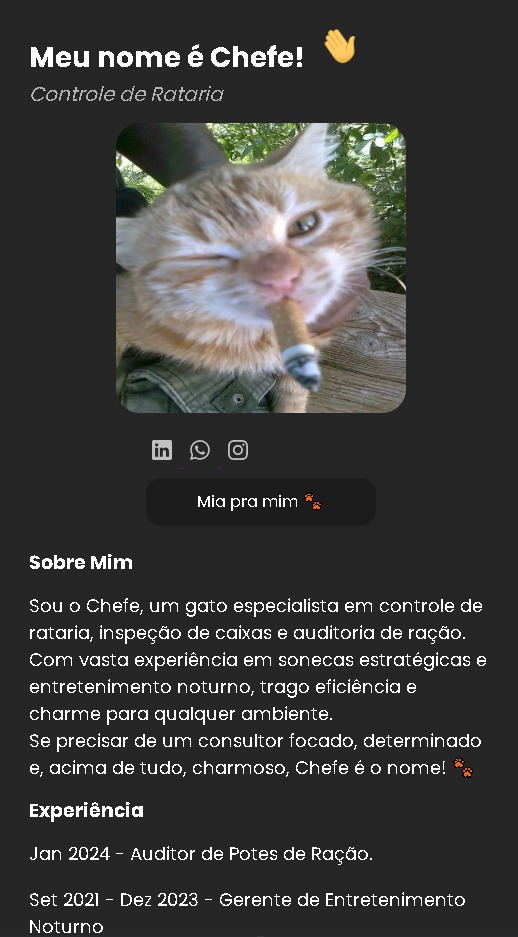 Meu nome é Chefe! 👋
Controle de Rataria
in
Mia pra mim 🐾
Sobre Mim
Sou o Chefe, um gato especialista em controle de
rataria, inspeção de caixas e auditoria de ração.
Com vasta experiência em sonecas estratégicas e
entretenimento noturno, trago eficiência e
charme para qualquer ambiente.
Se precisar de um consultor focado, determinado
e, acima de tudo, charmoso, Chefe é o nome! 🐾
Experiência
Jan 2024 - Auditor de Potes de Ração.
Set 2021 - Dez 2023 - Gerente de Entretenimento
Noturno